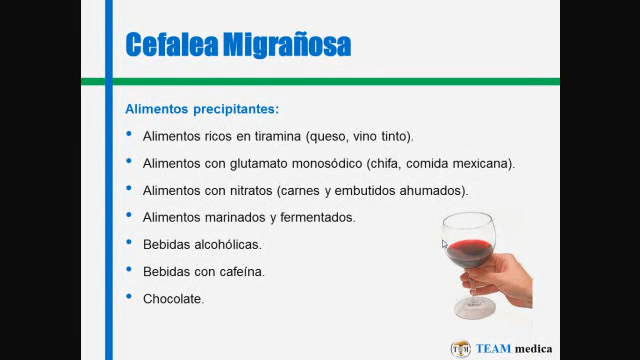 Cefalea Migrañosa
Alimentos precipitantes:
• Alimentos ricos en tiramina (queso, vino tinto).
• Alimentos con glutamato monosódico (chifa, comida mexicana).
• Alimentos con nitratos (carnes y embutidos ahumados).
• Alimentos marinados y fermentados.
• Bebidas alcohólicas.
• Bebidas con cafeína.
• Chocolate.
TEAM medica